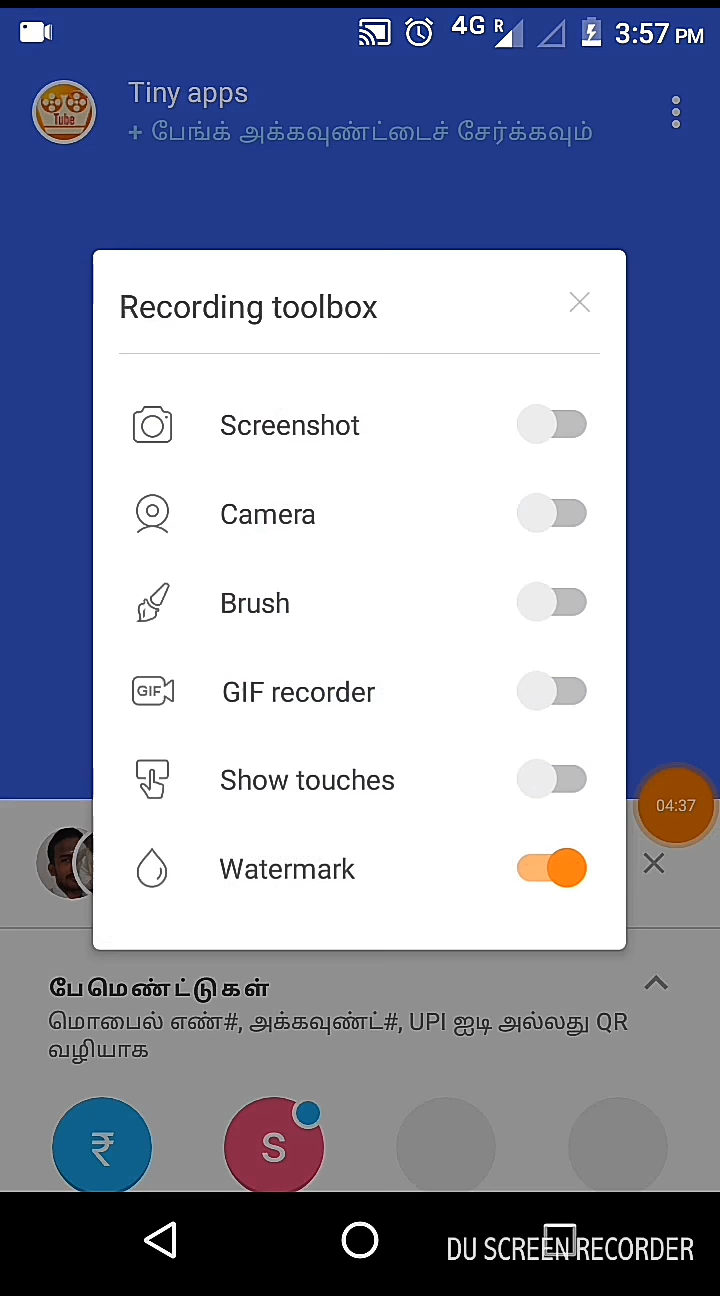 4G R 3:57 PM
Tiny apps
Tube
+ பேங்க் அக்கவுண்ட்டைச் சேர்க்கவும்
Recording toolbox
Screenshot
Camera
Brush
GIF GIF recorder
Show touches
04:37
Watermark
பேமெண்ட்டுகள்
மொபைல் எண்#, அக்கவுண்ட்#, UPI ஐடி அல்லது QR
வழியாக
₹ S
DU SCREEN RECORDER